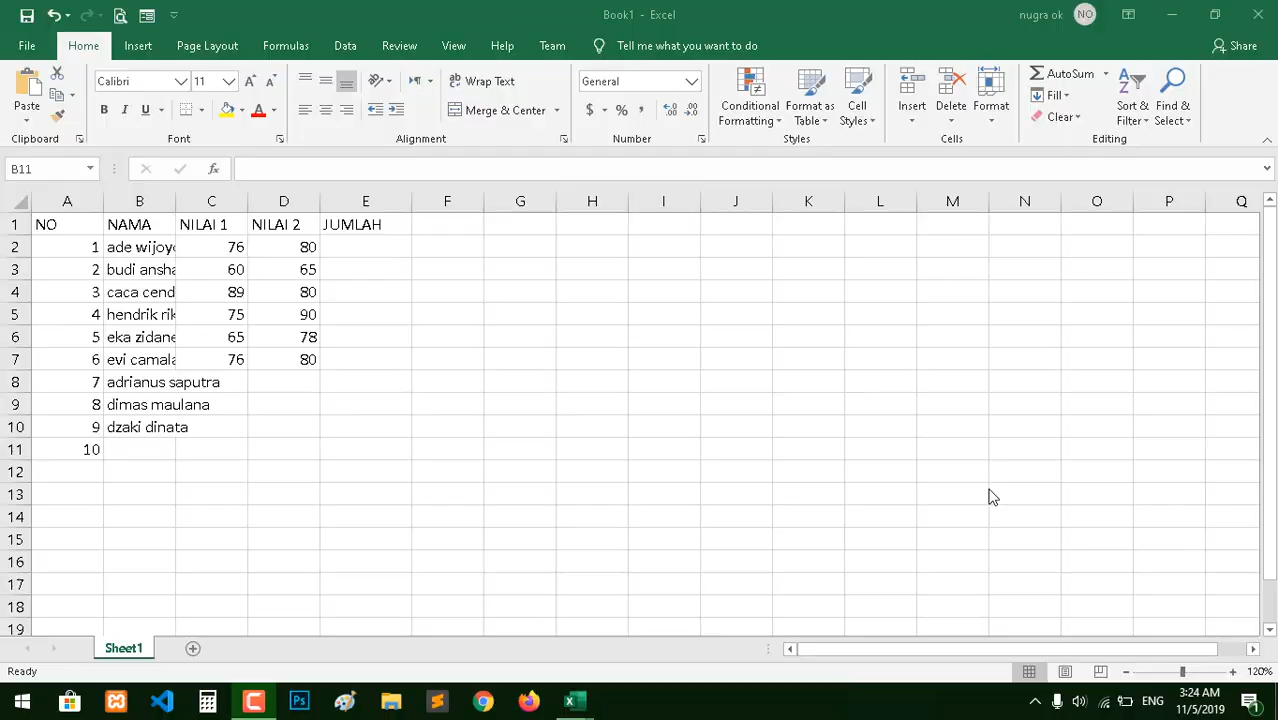 Book1 - Excel
nugra ok NO
File Home Insert Page Layout Formulas Data Review View Help Team Tell me what you want to do Share
Paste
Calibri 11
B I U
Wrap Text
Merge & Center
General
$ % ,
Conditional Formatting
Format as Table
Cell Styles
Insert Delete Format
AutoSum
Fill
Clear
Sort & Filter
Find & Select
Clipboard Font Alignment Number Styles Cells Editing
B11 fx
A B C D E F G H I J K L M N O P Q
1 NO NAMA NILAI 1 NILAI 2 JUMLAH
2 1 ade wijoyo 76 80
3 2 budi ansha 60 65
4 3 caca cend 89 80
5 4 hendrik rik 75 90
6 5 eka zidane 65 78
7 6 evi camala 76 80
8 7 adrianus saputra
9 8 dimas maulana
10 9 dzaki dinata
11 10
12
13
14
15
16
17
18
19
Sheet1
Ready 120%
ENG
3:24 AM
11/5/2019